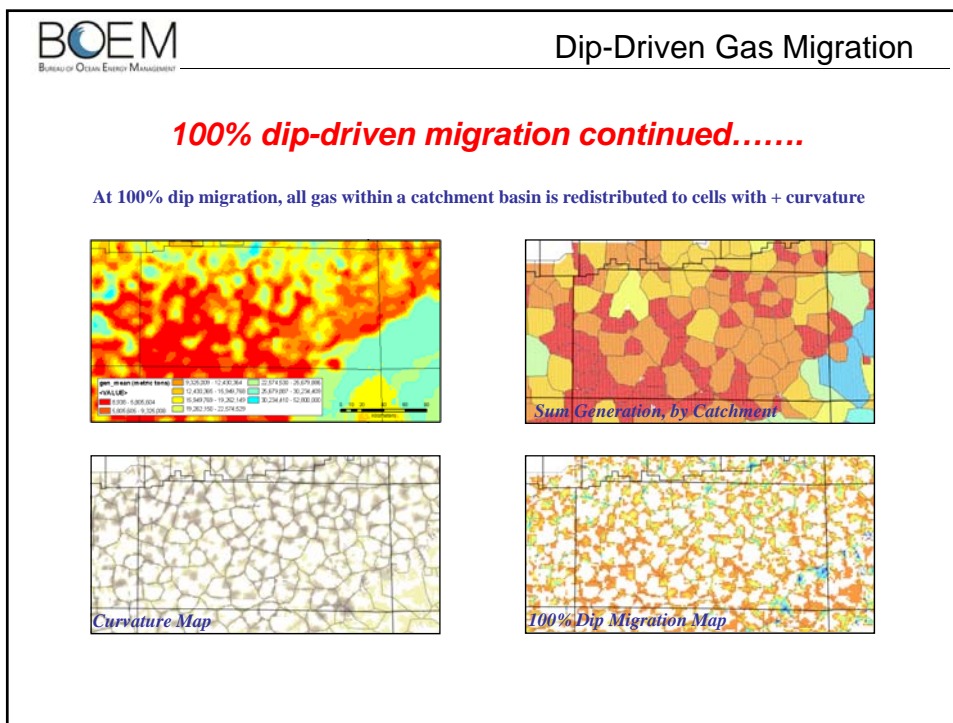 BOEM
BUREAU OF OCEAN ENERGY MANAGEMENT
Dip-Driven Gas Migration
100% dip-driven migration continued…….
At 100% dip migration, all gas within a catchment basin is redistributed to cells with + curvature
gen_mean (metric tons)
<VALUE>
Sum Generation, by Catchment
Curvature Map
100% Dip Migration Map